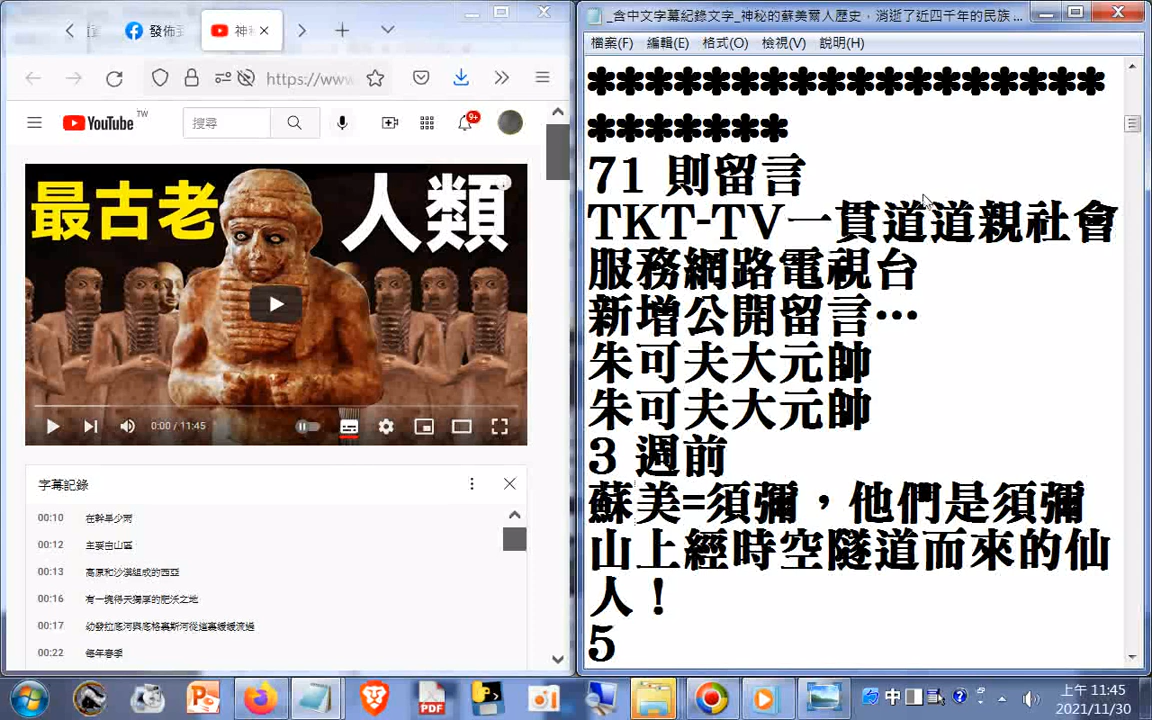 發佈至
神
https://www.
YouTube TW
搜尋
9+
最古老 人類
0:00 / 11:45
字幕記錄
00:10 在幹旱少雨
00:12 主要由山區
00:13 高原和沙漠組成的西亞
00:16 有一塊得天獨厚的肥沃之地
00:17 幼發拉底河與底格裏斯河從這裏緩緩流過
00:22 每年春季
_含中文字幕紀錄文字_神秘的蘇美爾人歷史，消逝了近四千年的民族 ...
檔案(F) 編輯(E) 格式(O) 檢視(V) 說明(H)
✽✽✽✽✽✽✽✽✽✽✽✽✽✽✽✽✽✽
✽✽✽✽✽✽✽
71 則留言
TKT-TV一貫道道親社會
服務網路電視台
新增公開留言…
朱可夫大元帥
朱可夫大元帥
3 週前
蘇美=須彌，他們是須彌
山上經時空隧道而來的仙
人！
5
PDF
中
上午 11:45
2021/11/30